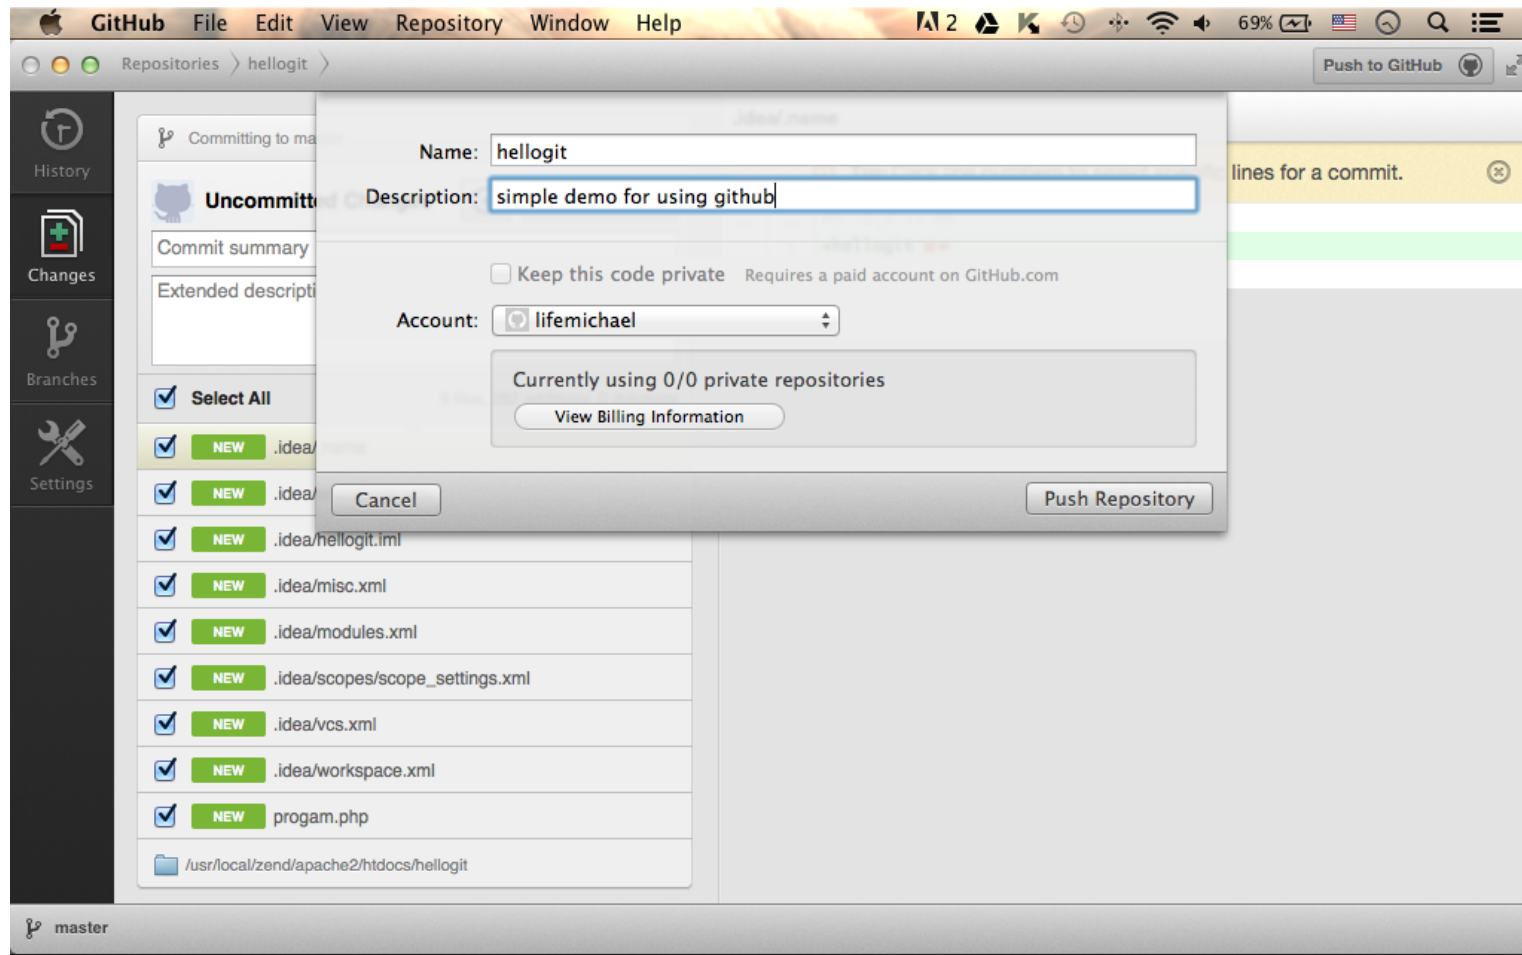 GitHub File Edit View Repository Window Help 2 69%
Repositories hellogit Push to GitHub
History
Changes
Branches
Settings
Committing to ma
Uncommitt
Commit summary
Extended descripti
Select All
NEW .idea/
NEW .idea/
NEW .idea/hellogit.iml
NEW .idea/misc.xml
NEW .idea/modules.xml
NEW .idea/scopes/scope_settings.xml
NEW .idea/vcs.xml
NEW .idea/workspace.xml
NEW progam.php
/usr/local/zend/apache2/htdocs/hellogit
.idea/.name
Name: hellogit
Description: simple demo for using github
Keep this code private Requires a paid account on GitHub.com
Account: lifemichael
Currently using 0/0 private repositories
View Billing Information
Cancel Push Repository
lines for a commit.
master